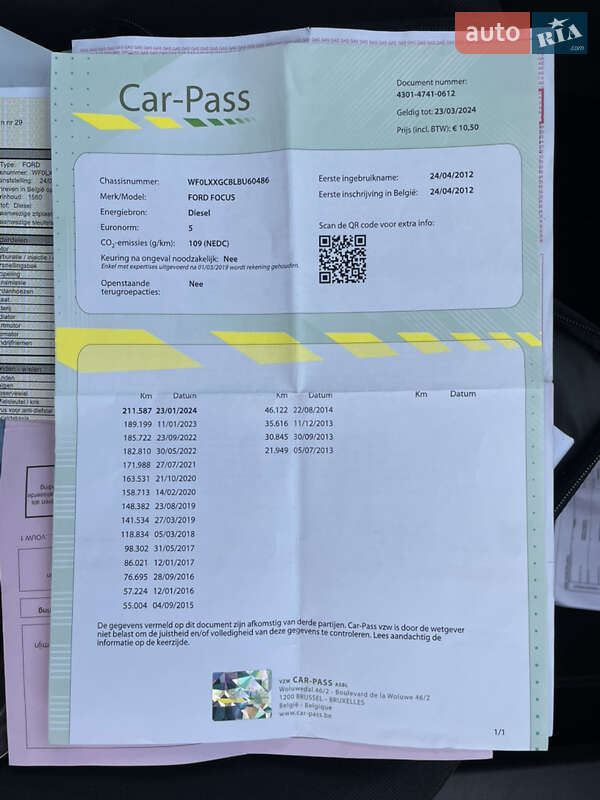 auto RIA .com
Car-Pass
Document nummer:
4301-4741-0612
Geldig tot: 23/03/2024
Prijs (incl. BTW): € 10,50
Chassisnummer: WF0LXXGCBLBU60486
Merk/Model: FORD FOCUS
Energiebron: Diesel
Euronorm: 5
CO2-emissies (g/km): 109 (NEDC)
Keuring na ongeval noodzakelijk: Nee
Enkel met expertises uitgevoerd na 01/03/2019 wordt rekening gehouden.
Openstaande terugroepacties: Nee
Eerste ingebruikname: 24/04/2012
Eerste inschrijving in België: 24/04/2012
Scan de QR code voor extra info:
Km Datum
211.587 23/01/2024
189.199 11/01/2023
185.722 23/09/2022
182.810 30/05/2022
171.988 27/07/2021
163.531 21/10/2020
158.713 14/02/2020
148.382 23/08/2019
141.534 27/03/2019
118.834 05/03/2018
98.302 31/05/2017
86.021 12/01/2017
76.695 28/09/2016
57.224 12/01/2016
55.004 04/09/2015
Km Datum
46.122 22/08/2014
35.616 11/12/2013
30.845 30/09/2013
21.949 05/07/2013
Km Datum
De gegevens vermeld op dit document zijn afkomstig van derde partijen. Car-Pass vzw is door de wetgever
niet belast om de juistheid en/of volledigheid van deze gegevens te controleren. Lees aandachtig de
informatie op de keerzijde.
vzw CAR-PASS asbl
Woluwedal 46/2 - Boulevard de la Woluwe 46/2
1200 BRUSSEL - BRUXELLES
België - Belgique
www.car-pass.be
1/1
n nr 29
Type: FORD